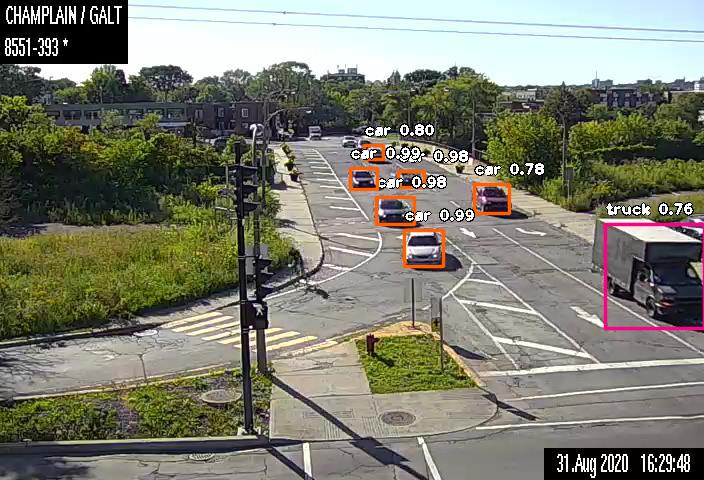 CHAMPLAIN / GALT
8551-393 *
car 0.80
car 0.99
car 0.98
car 0.78
car 0.98
truck 0.76
car 0.99
31.Aug 2020 16:29:48